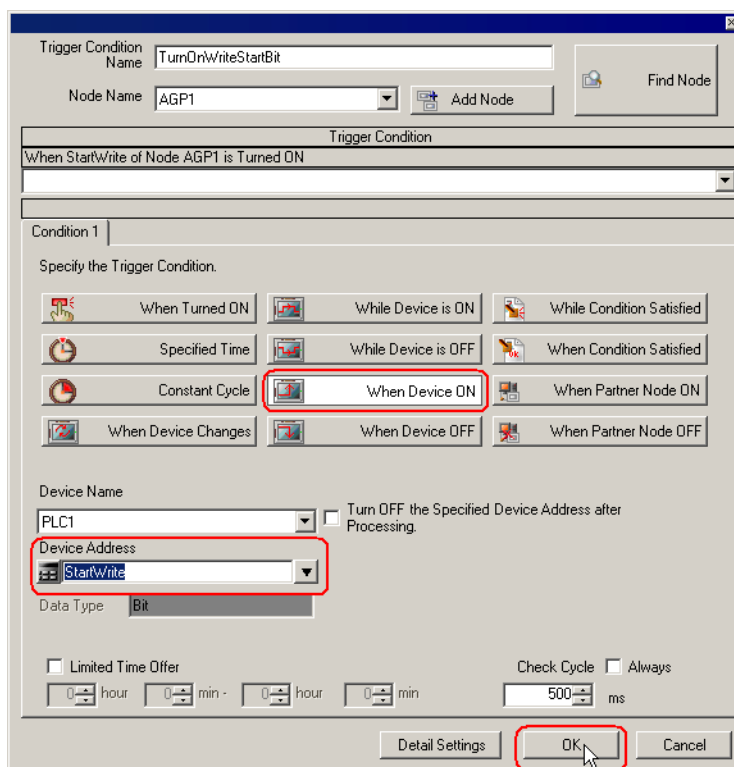 Trigger Condition
Name
TurnOnWriteStartBit
Find Node
Node Name
AGP1
Add Node
Trigger Condition
When StartWrite of Node AGP1 is Turned ON
Condition 1
Specify the Trigger Condition.
When Turned ON
While Device is ON
While Condition Satisfied
Specified Time
While Device is OFF
When Condition Satisfied
Constant Cycle
When Device ON
When Partner Node ON
When Device Changes
When Device OFF
When Partner Node OFF
Device Name
PLC1
Turn OFF the Specified Device Address after
Processing.
Device Address
StartWrite
Data Type Bit
Limited Time Offer
Check Cycle Always
0 hour 0 min - 0 hour 0 min
500 ms
Detail Settings
OK
Cancel